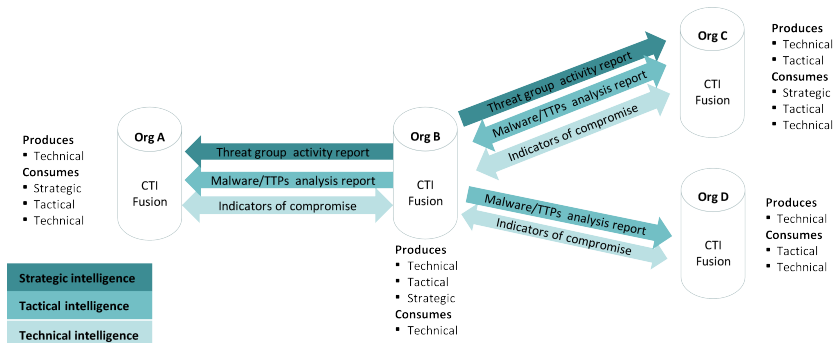 Org A
CTI
Fusion
Produces
▪ Technical
Consumes
▪ Strategic
▪ Tactical
▪ Technical
Threat group activity report
Malware/TTPs analysis report
Indicators of compromise
Org B
CTI
Fusion
Produces
▪ Technical
▪ Tactical
▪ Strategic
Consumes
▪ Technical
Threat group activity report
Malware/TTPs analysis report
Indicators of compromise
Org C
CTI
Fusion
Produces
▪ Technical
▪ Tactical
Consumes
▪ Strategic
▪ Tactical
▪ Technical
Malware/TTPs analysis report
Indicators of compromise
Org D
CTI
Fusion
Produces
▪ Technical
Consumes
▪ Tactical
▪ Technical
Strategic intelligence
Tactical intelligence
Technical intelligence